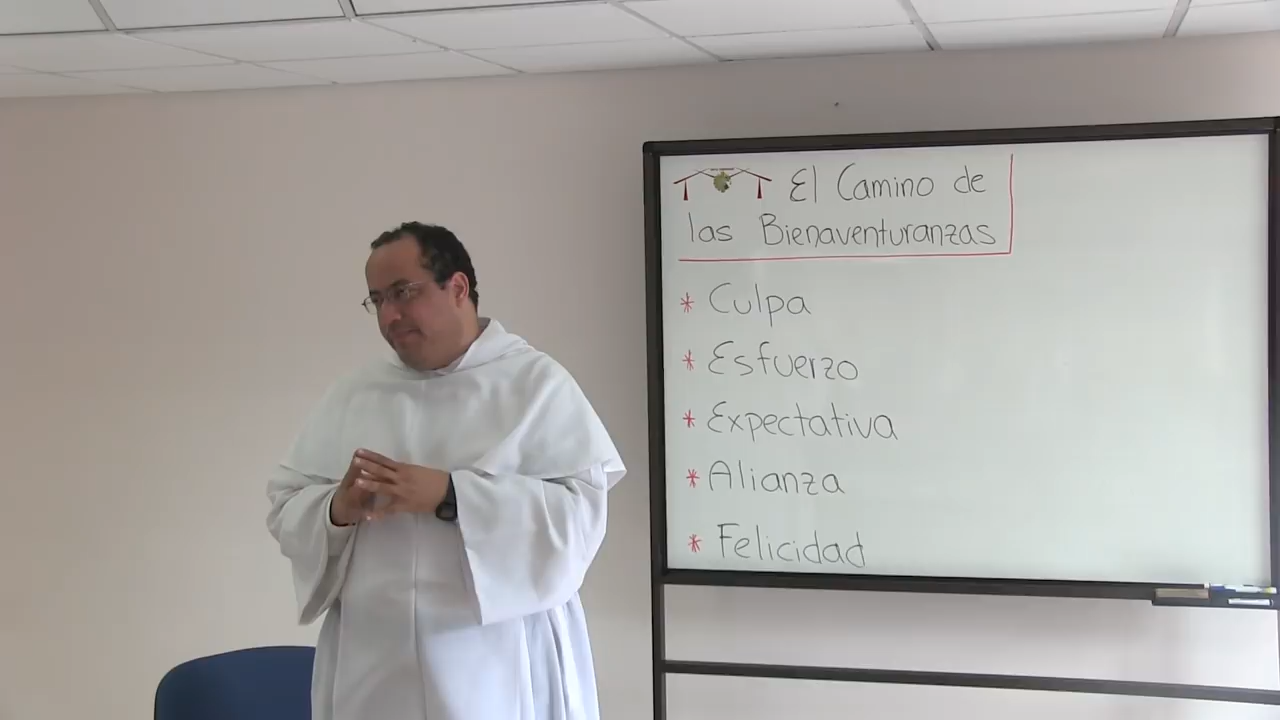 El Camino de
las Bienaventuranzas
* Culpa
* Esfuerzo
* Expectativa
* Alianza
* Felicidad